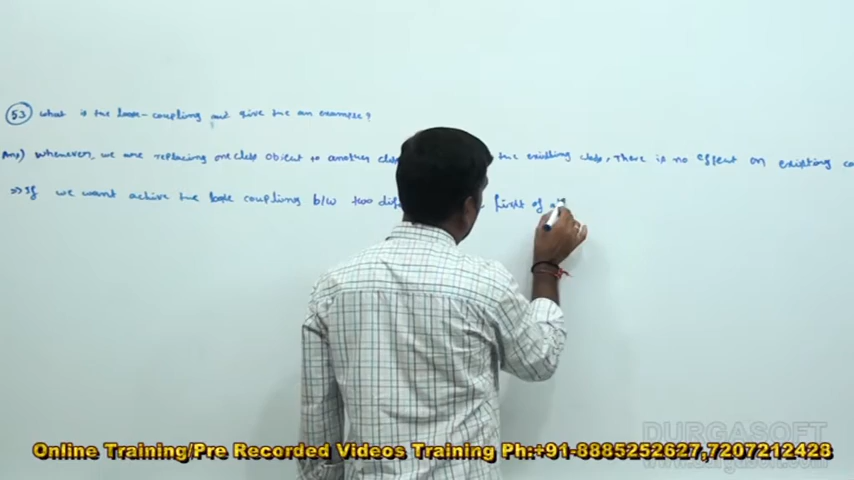 53 what is the loose-coupling and give the an example?
Ans) whenever, we are replacing one class object to another class the existing class, There is no effect on existing
>>If we want achive the loose coupling b/w two first of
DURGASOFT
Online Training/Pre Recorded Videos Training Ph:+91-8885252627,7207212428